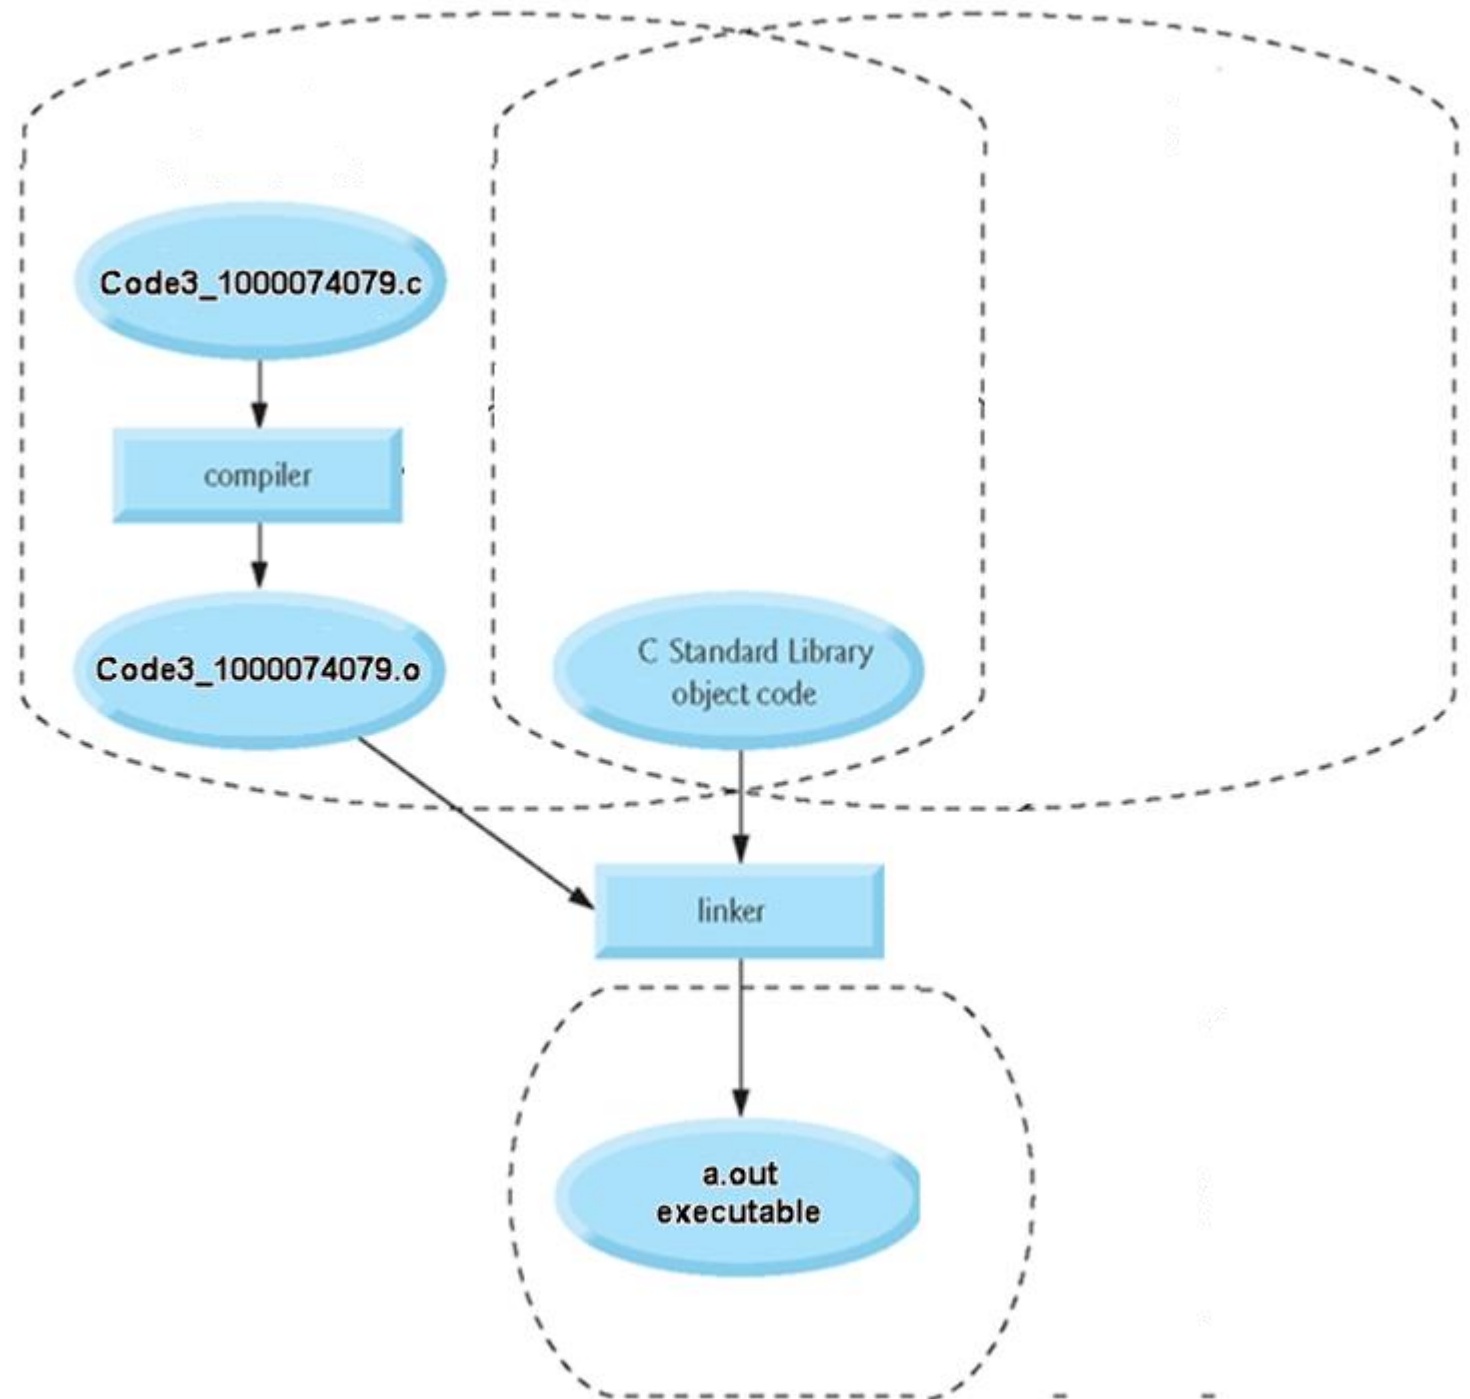 Code3_1000074079.c
compiler
Code3_1000074079.o
C Standard Library
object code
linker
a.out
executable